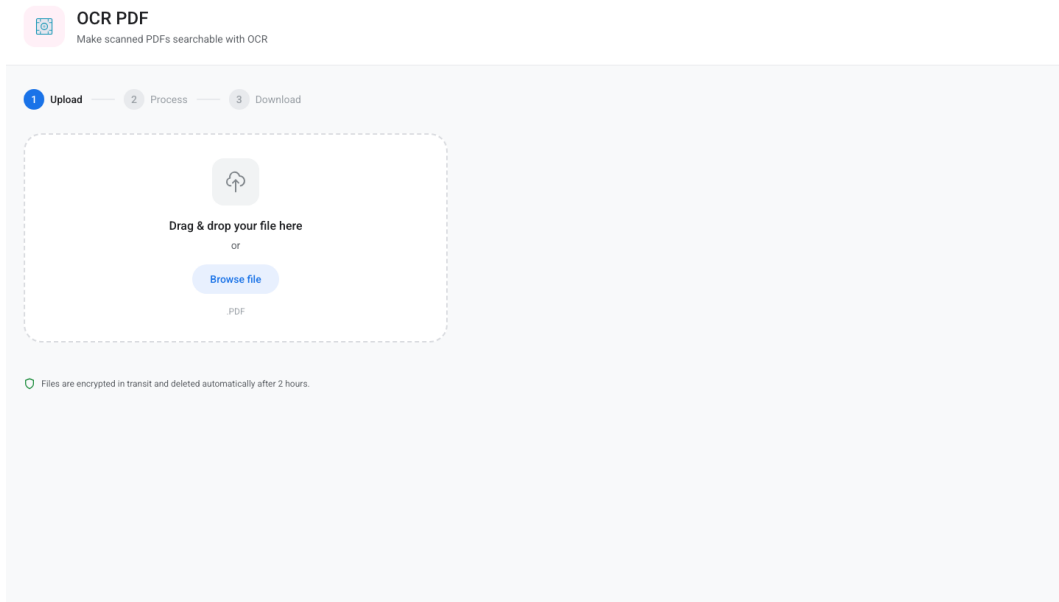 OCR PDF
Make scanned PDFs searchable with OCR
1 Upload 2 Process 3 Download
Drag & drop your file here
or
Browse file
.PDF
Files are encrypted in transit and deleted automatically after 2 hours.